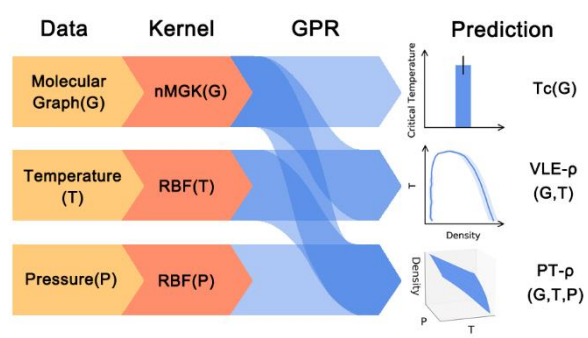 Data
Kernel
GPR
Prediction
Molecular
Graph(G)
nMGK(G)
Critical Temperature
Tc(G)
Temperature
(T)
RBF(T)
T
Density
VLE-ρ
(G,T)
Pressure(P)
RBF(P)
Density
P
T
PT-ρ
(G,T,P)